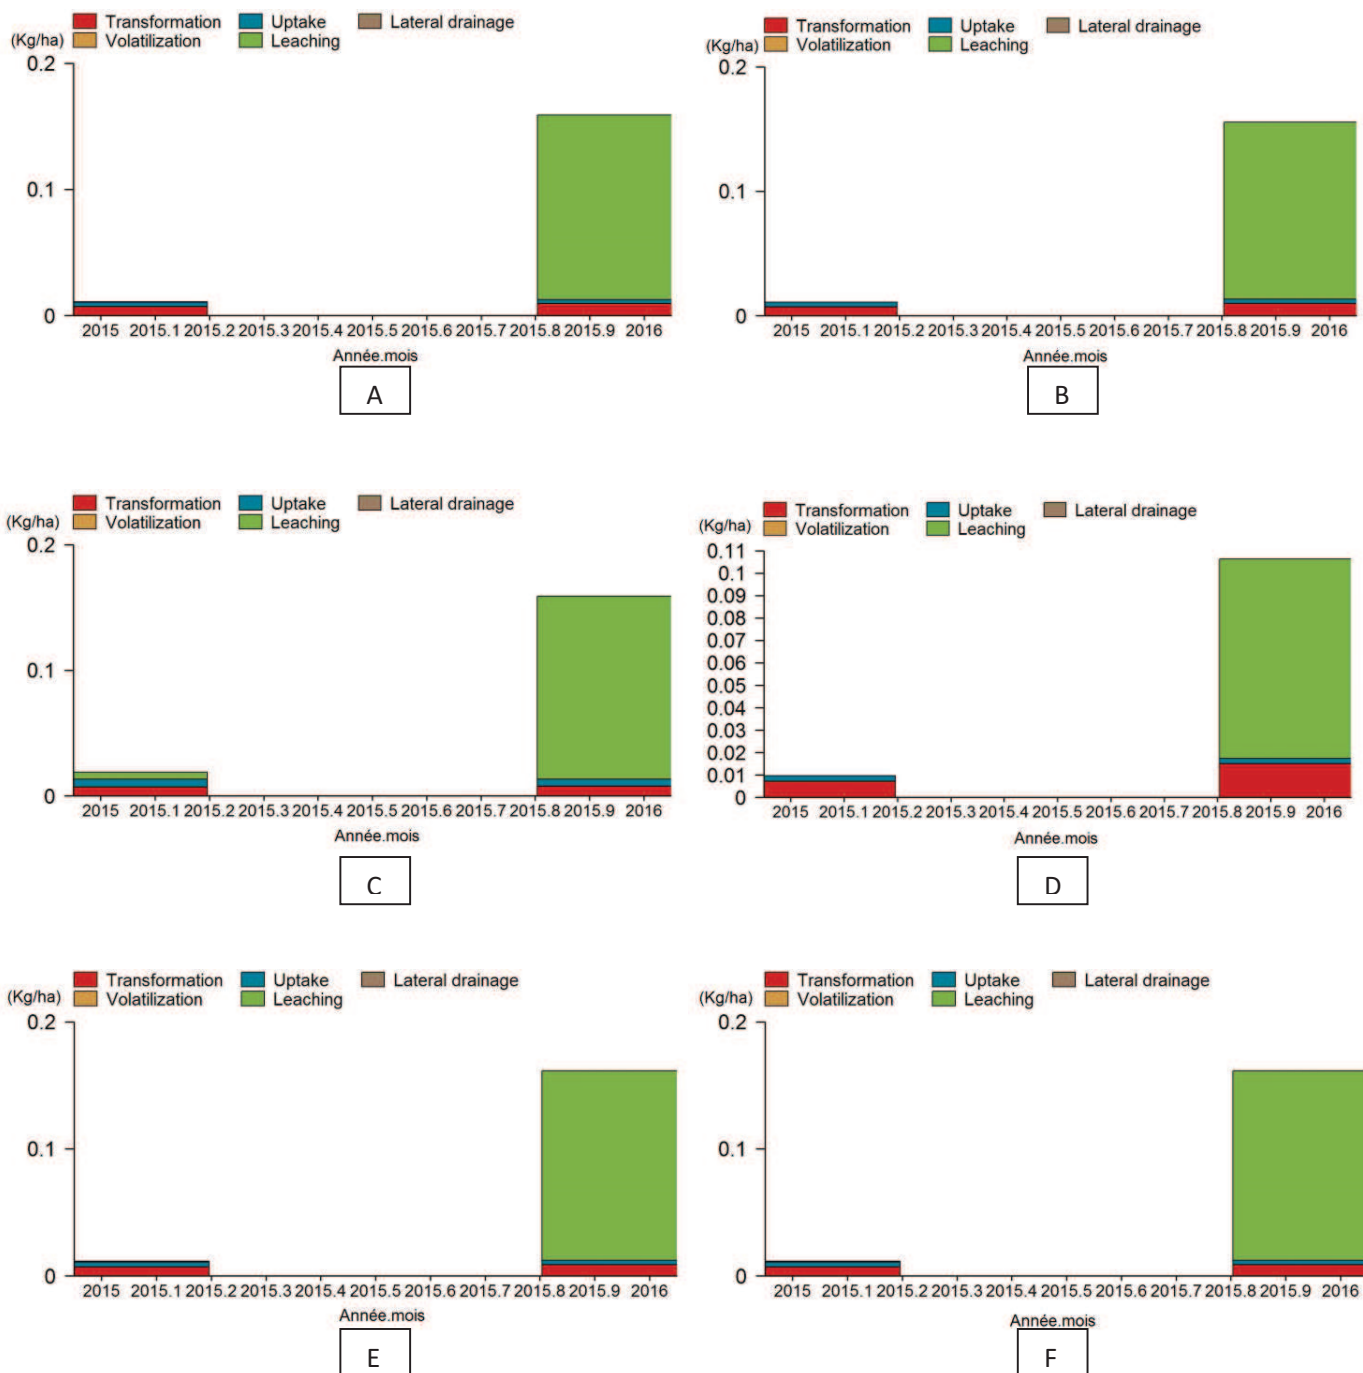 Transformation Uptake Lateral drainage
(Kg/ha) Volatilization Leaching
0.2
0.1
0
2015 2015.1 2015.2 2015.3 2015.4 2015.5 2015.6 2015.7 2015.8 2015.9 2016
Année.mois
A
Transformation Uptake Lateral drainage
(Kg/ha) Volatilization Leaching
0.2
0.1
0
2015 2015.1 2015.2 2015.3 2015.4 2015.5 2015.6 2015.7 2015.8 2015.9 2016
Année.mois
B
Transformation Uptake Lateral drainage
(Kg/ha) Volatilization Leaching
0.2
0.1
0
2015 2015.1 2015.2 2015.3 2015.4 2015.5 2015.6 2015.7 2015.8 2015.9 2016
Année.mois
C
Transformation Uptake Lateral drainage
(Kg/ha) Volatilization Leaching
0.11
0.1
0.09
0.08
0.07
0.06
0.05
0.04
0.03
0.02
0.01
0
2015 2015.1 2015.2 2015.3 2015.4 2015.5 2015.6 2015.7 2015.8 2015.9 2016
Année.mois
D
Transformation Uptake Lateral drainage
(Kg/ha) Volatilization Leaching
0.2
0.1
0
2015 2015.1 2015.2 2015.3 2015.4 2015.5 2015.6 2015.7 2015.8 2015.9 2016
Année.mois
E
Transformation Uptake Lateral drainage
(Kg/ha) Volatilization Leaching
0.2
0.1
0
2015 2015.1 2015.2 2015.3 2015.4 2015.5 2015.6 2015.7 2015.8 2015.9 2016
Année.mois
F